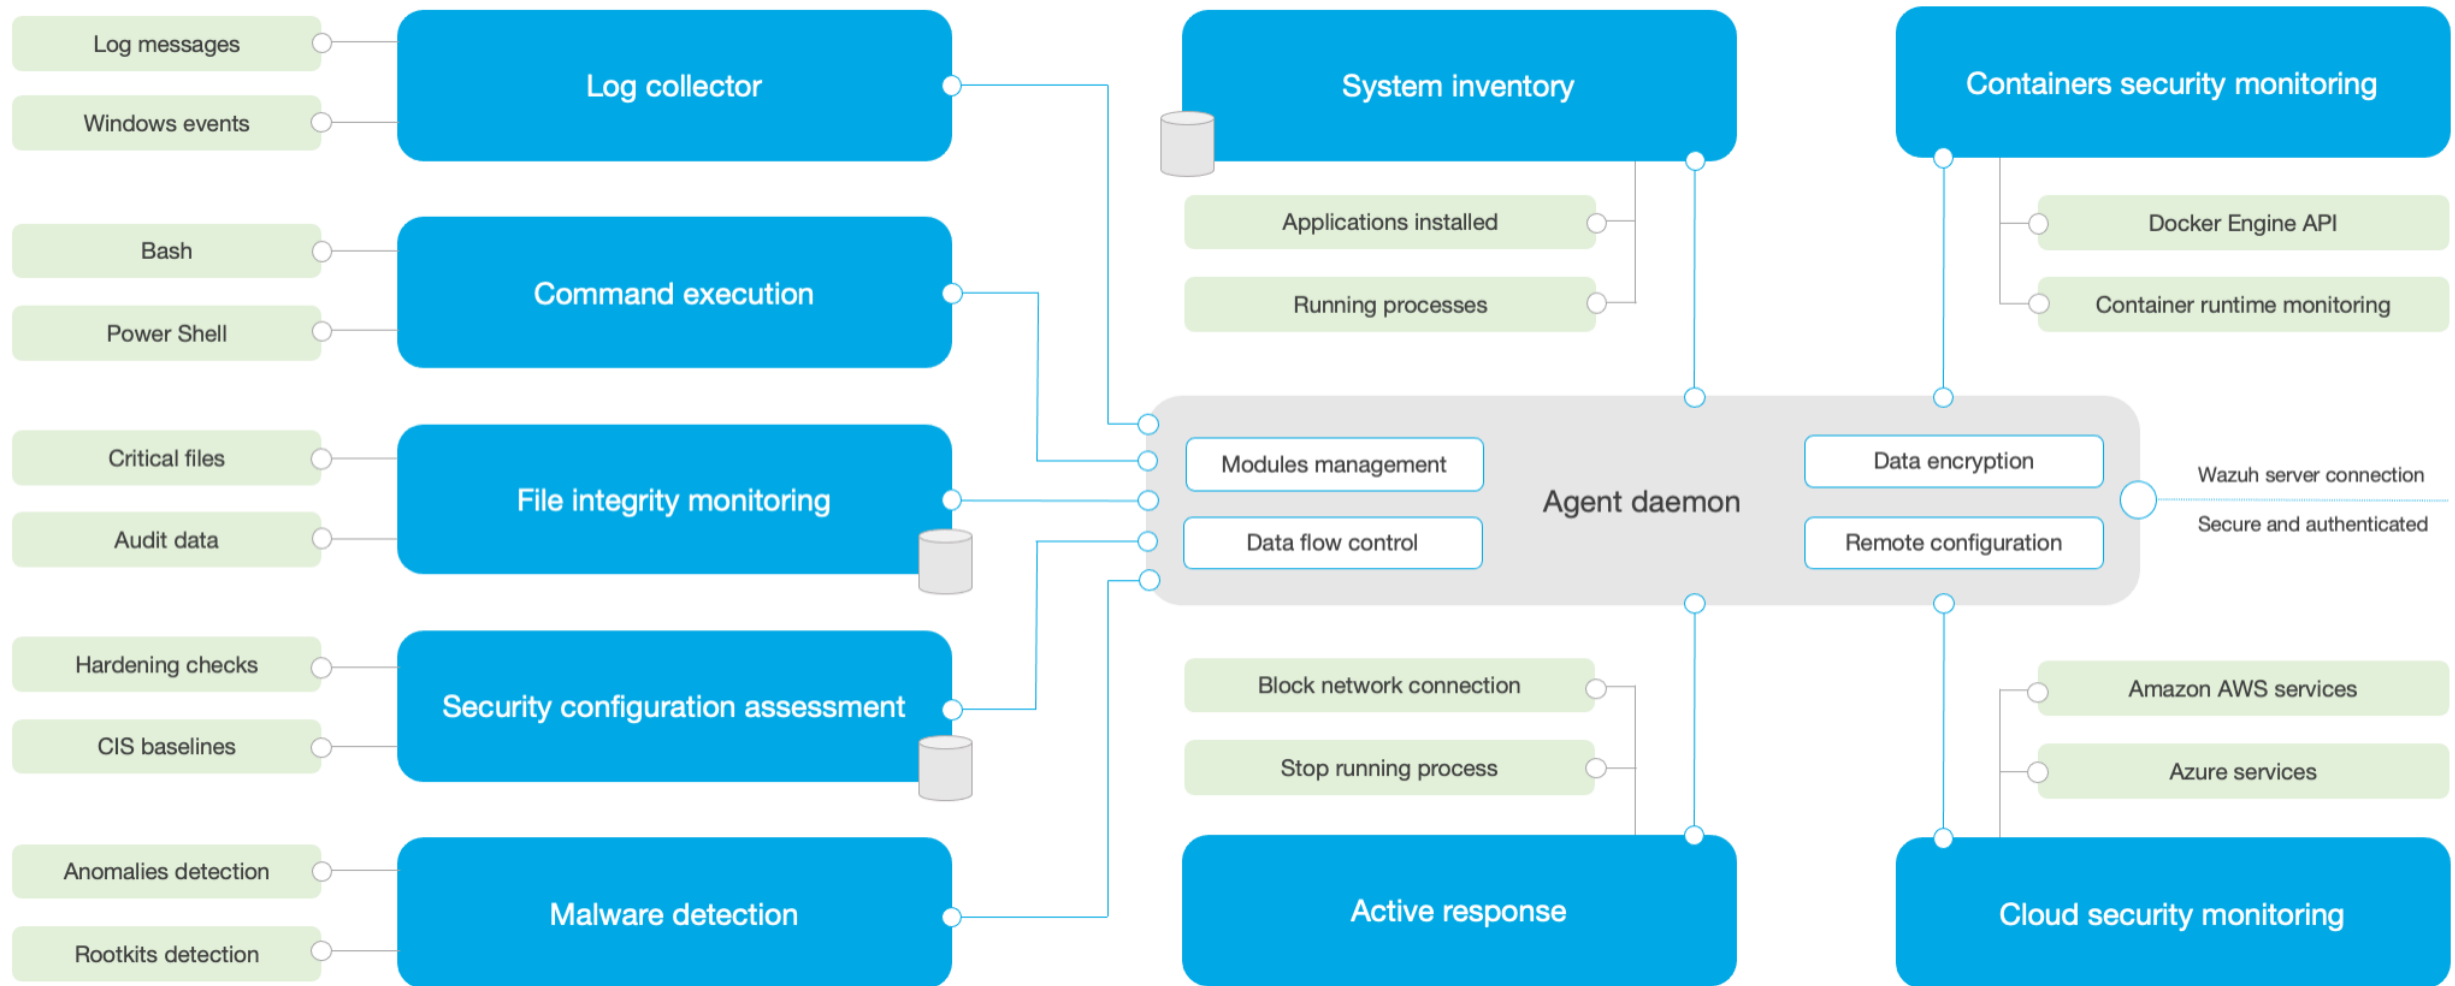 Log messages
Windows events
Log collector
Bash
Power Shell
Command execution
Critical files
Audit data
File integrity monitoring
Hardening checks
CIS baselines
Security configuration assessment
Anomalies detection
Rootkits detection
Malware detection
System inventory
Applications installed
Running processes
Containers security monitoring
Docker Engine API
Container runtime monitoring
Modules management
Data flow control
Agent daemon
Data encryption
Remote configuration
Wazuh server connection
Secure and authenticated
Block network connection
Stop running process
Active response
Amazon AWS services
Azure services
Cloud security monitoring